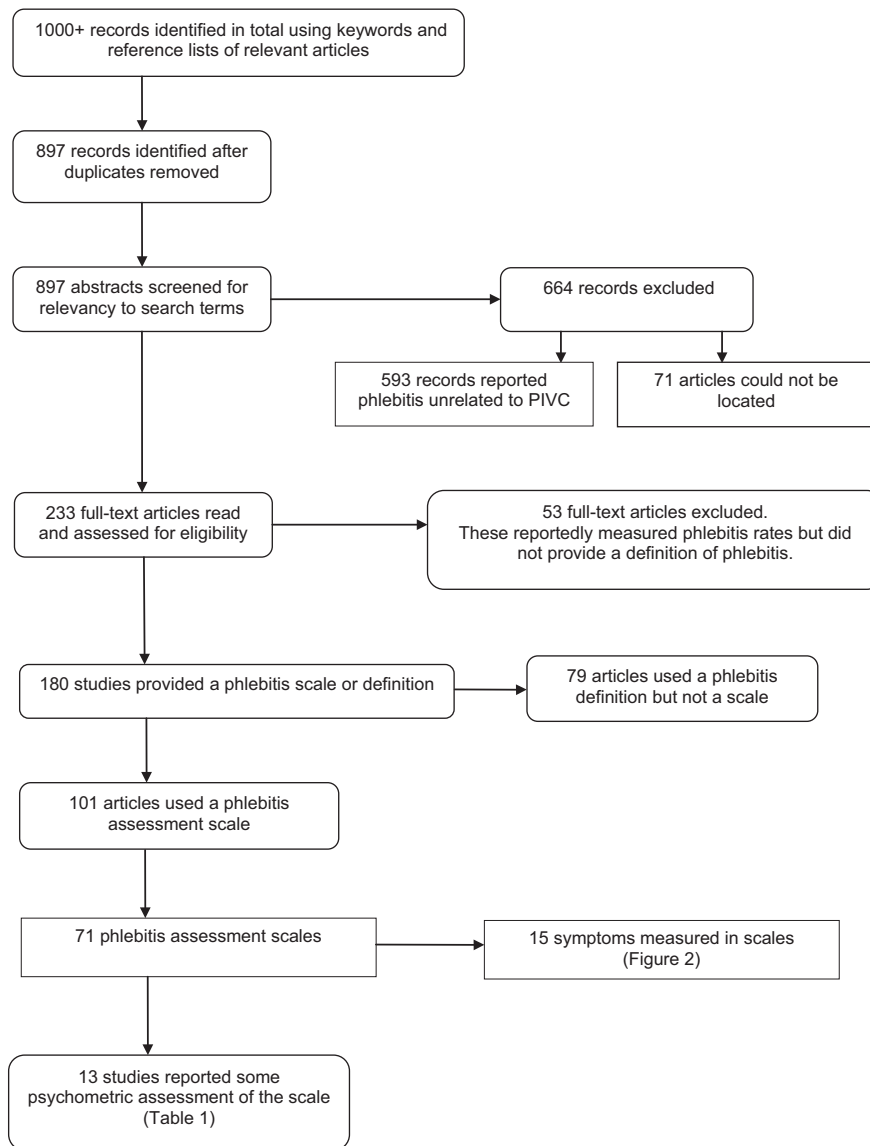 1000+ records identified in total using keywords and
reference lists of relevant articles
897 records identified after
duplicates removed
897 abstracts screened for
relevancy to search terms
664 records excluded
593 records reported
phlebitis unrelated to PIVC
71 articles could not be
located
233 full-text articles read
and assessed for eligibility
53 full-text articles excluded.
These reportedly measured phlebitis rates but did
not provide a definition of phlebitis.
180 studies provided a phlebitis scale or definition
79 articles used a phlebitis
definition but not a scale
101 articles used a phlebitis
assessment scale
71 phlebitis assessment scales
15 symptoms measured in scales
(Figure 2)
13 studies reported some
psychometric assessment of the scale
(Table 1)